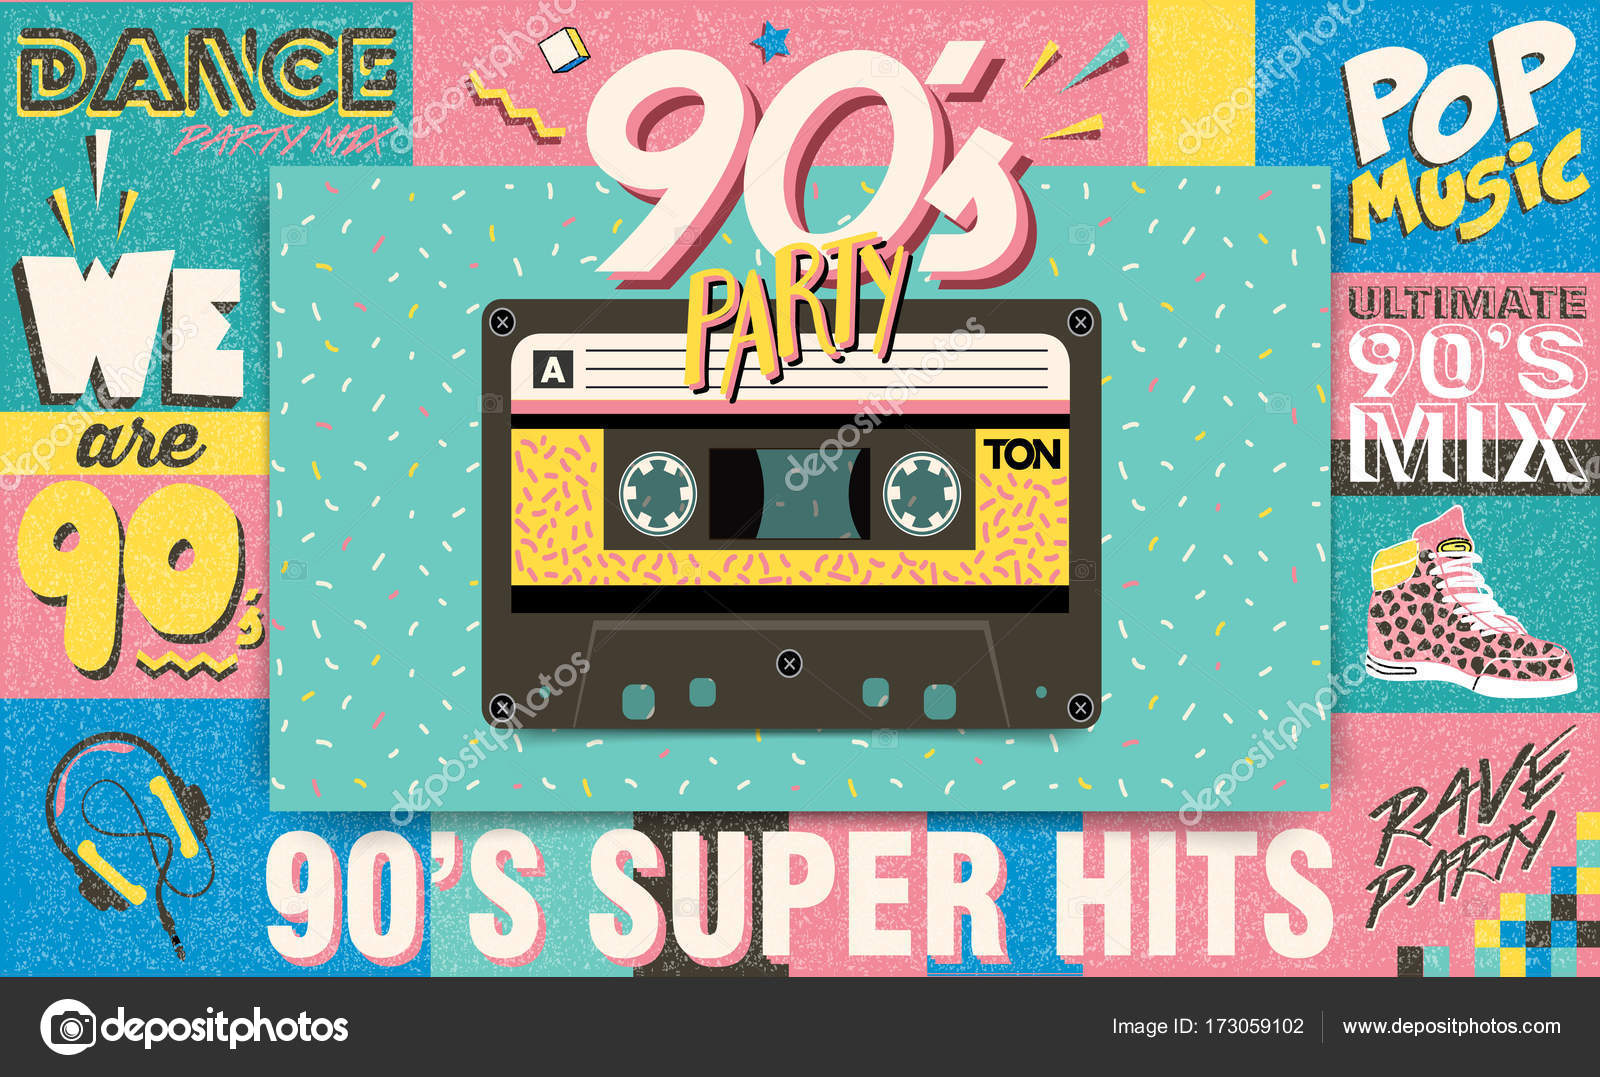 DANCE
PARTY MIX
WE
are
90's
90's
PARTY
A
TON
POP
MUSiC
ULTIMATE
90'S
MIX
RAVE
PARTY
90'S SUPER HITS
depositphotos
Image ID: 173059102
www.depositphotos.com